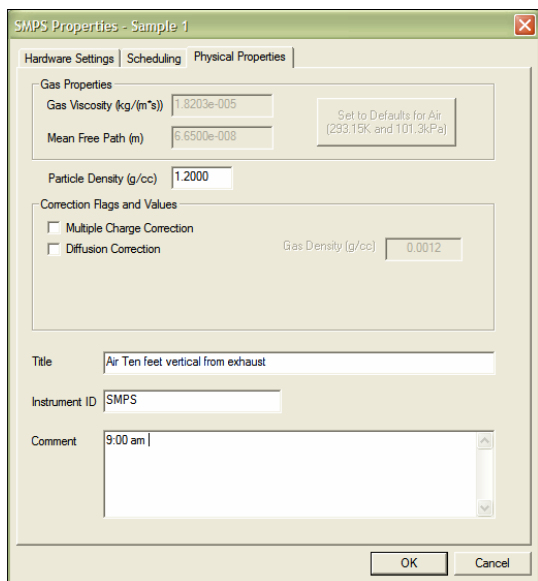 SMPS Properties - Sample 1
Hardware Settings Scheduling Physical Properties
Gas Properties
Gas Viscosity (kg/(m*s)) 1.8203e-005
Mean Free Path (m) 6.6500e-008
Set to Defaults for Air
(293.15K and 101.3kPa)
Particle Density (g/cc) 1.2000
Correction Flags and Values
Multiple Charge Correction
Diffusion Correction
Gas Density (g/cc) 0.0012
Title Air Ten feet vertical from exhaust
Instrument ID SMPS
Comment 9:00 am
OK Cancel